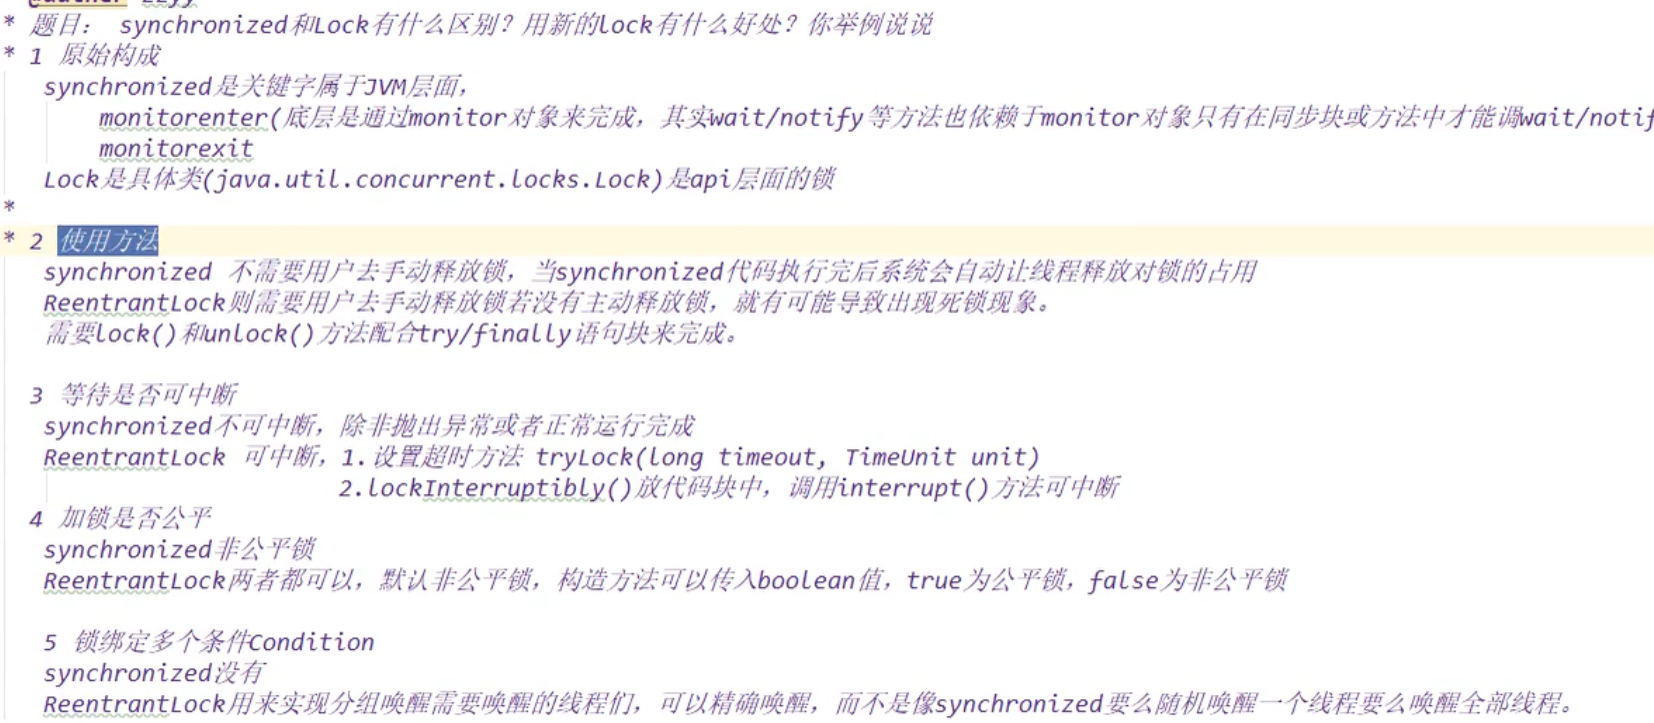 * 题目： synchronized和Lock有什么区别？用新的lock有什么好处？你举例说说
* 1 原始构成
synchronized是关键字属于JVM层面，
monitorenter(底层是通过monitor对象来完成，其实wait/notify等方法也依赖于monitor对象只有在同步块或方法中才能调wait/notif
monitorexit
Lock是具体类(java.util.concurrent.locks.Lock)是api层面的锁
*
* 2 使用方法
synchronized 不需要用户去手动释放锁，当synchronized代码执行完后系统会自动让线程释放对锁的占用
ReentrantLock则需要用户去手动释放锁若没有主动释放锁，就有可能导致出现死锁现象。
需要lock()和unlock()方法配合try/finally语句块来完成。
3 等待是否可中断
synchronized不可中断，除非抛出异常或者正常运行完成
ReentrantLock 可中断，1.设置超时方法 tryLock(long timeout, TimeUnit unit)
2.lockInterruptibly()放代码块中，调用interrupt()方法可中断
4 加锁是否公平
synchronized非公平锁
ReentrantLock两者都可以，默认非公平锁，构造方法可以传入boolean值，true为公平锁，false为非公平锁
5 锁绑定多个条件Condition
synchronized没有
ReentrantLock用来实现分组唤醒需要唤醒的线程们，可以精确唤醒，而不是像synchronized要么随机唤醒一个线程要么唤醒全部线程。